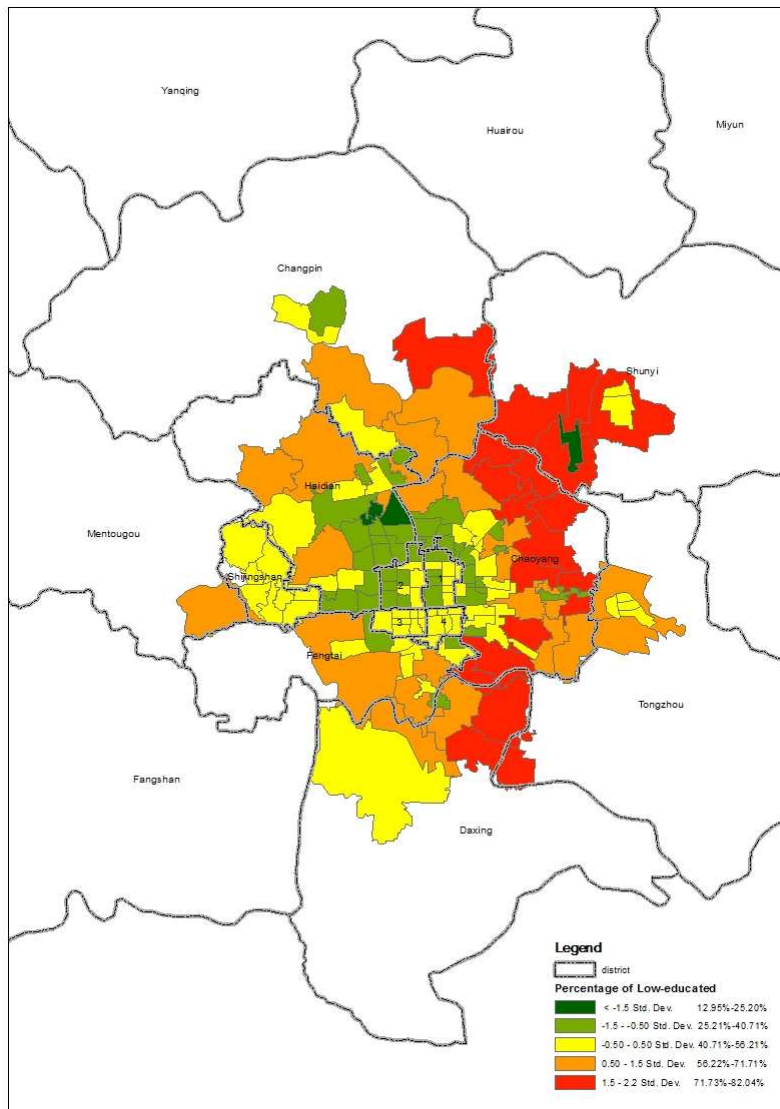 Yanqing
Huairou
Miyun
Changpin
Shunyi
Haidian
Mentougou
Chaoyang
Shijingshan
2 1
3 4
Fengtai
Tongzhou
Fangshan
Daxing
Legend
district
Percentage of Low-educated
< -1.5 Std. Dev. 12.95%-25.20%
-1.5 - -0.50 Std. Dev. 25.21%-40.71%
-0.50 - 0.50 Std. Dev. 40.71%-56.21%
0.50 - 1.5 Std. Dev. 56.22%-71.71%
1.5 - 2.2 Std. Dev. 71.73%-82.04%